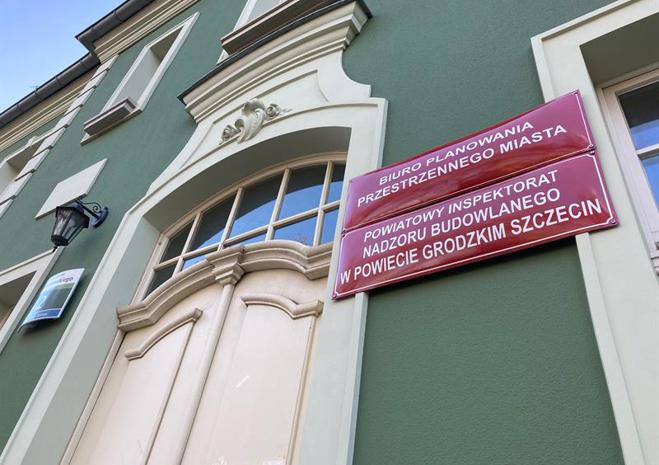 BIURO PLANOWANIA
PRZESTRZENNEGO MIASTA
POWIATOWY INSPEKTORAT
NADZORU BUDOWLANEGO
W POWIECIE GRODZKIM SZCZECIN